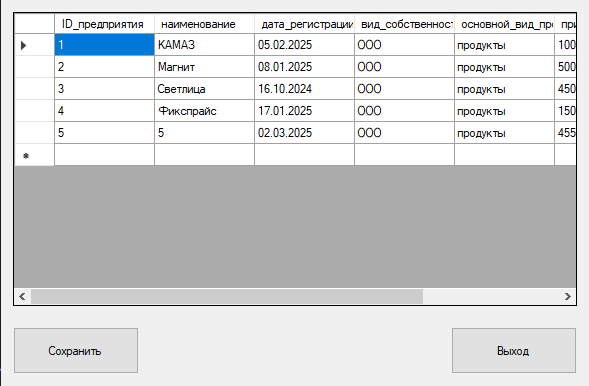 ID_предприятия наименование дата_регистрации вид_собственност основной_вид_про при
1 КАМАЗ 05.02.2025 ООО продукты 100
2 Магнит 08.01.2025 ООО продукты 500
3 Светлица 16.10.2024 ООО продукты 450
4 Фикспрайс 17.01.2025 ООО продукты 150
5 5 02.03.2025 ООО продукты 455
Сохранить Выход